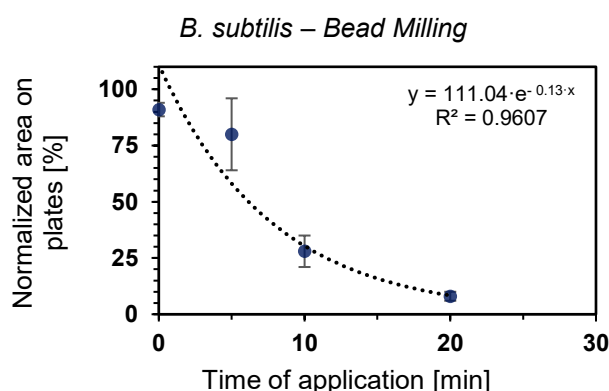 B. subtilis – Bead Milling
Normalized area on
plates [%]
100
75
50
25
0
y = 111.04·e- 0.13·x
R² = 0.9607
0
10
20
30
Time of application [min]